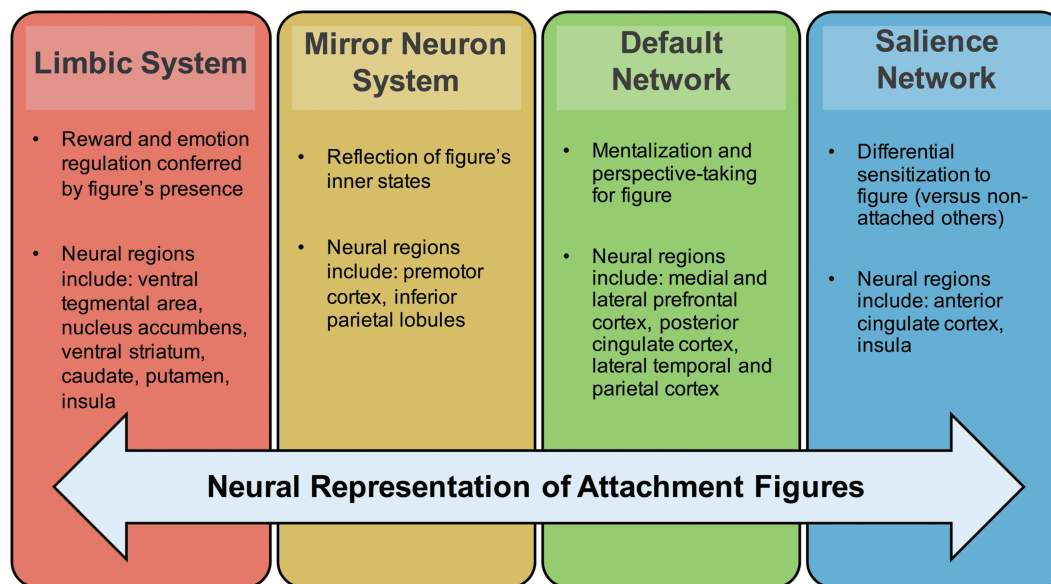 Limbic System
• Reward and emotion
regulation conferred
by figure's presence
• Neural regions
include: ventral
tegmental area,
nucleus accumbens,
ventral striatum,
caudate, putamen,
insula
Mirror Neuron
System
• Reflection of figure's
inner states
• Neural regions
include: premotor
cortex, inferior
parietal lobules
Default
Network
• Mentalization and
perspective-taking
for figure
• Neural regions
include: medial and
lateral prefrontal
cortex, posterior
cingulate cortex,
lateral temporal and
parietal cortex
Salience
Network
• Differential
sensitization to
figure (versus non-
attached others)
• Neural regions
include: anterior
cingulate cortex,
insula
Neural Representation of Attachment Figures